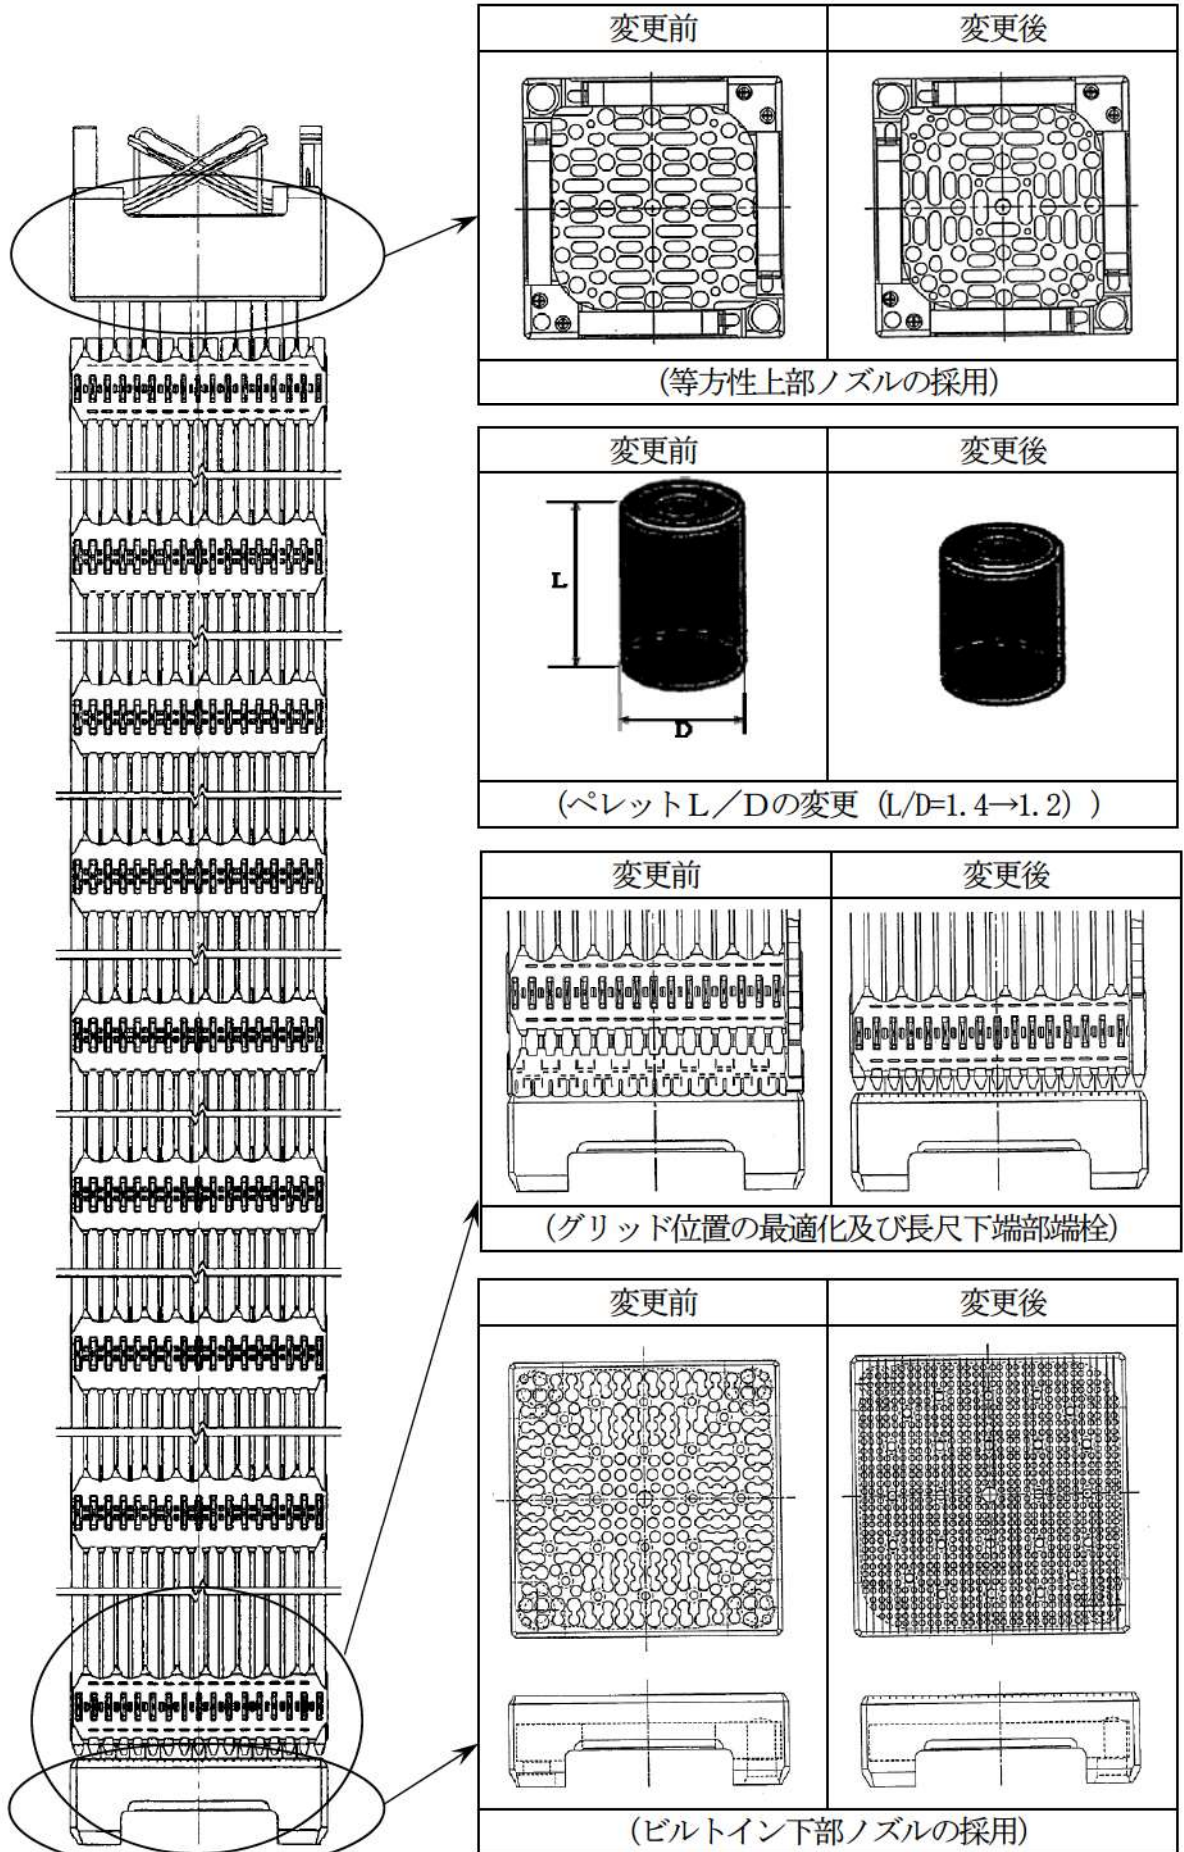 変更前 変更後
(等方性上部ノズルの採用)
変更前 変更後
L
D
(ペレットL／Dの変更 (L/D=1.4→1.2) )
変更前 変更後
(グリッド位置の最適化及び長尺下端部端栓)
変更前 変更後
(ビルトイン下部ノズルの採用)